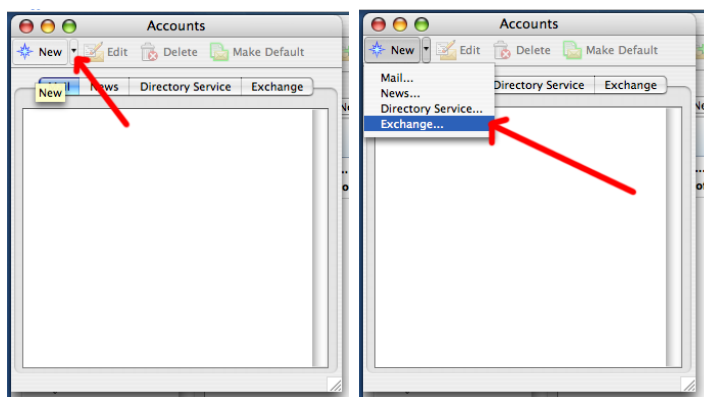 Accounts
New Edit Delete Make Default
Mail News Directory Service Exchange
New
Accounts
New Edit Delete Make Default
Mail...
News...
Directory Service... Directory Service Exchange
Exchange...